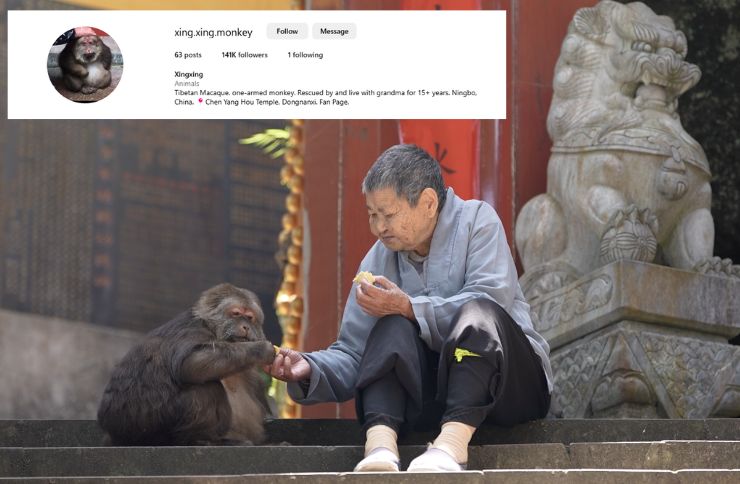 xing.xing.monkey
Follow
Message
63 posts
141K followers
1 following
Xingxing
Animals
Tibetan Macaque, one-armed monkey. Rescued by and live with grandma for 15+ years. Ningbo,
China. 📍Chen Yang Hou Temple. Dongnanxi. Fan Page.